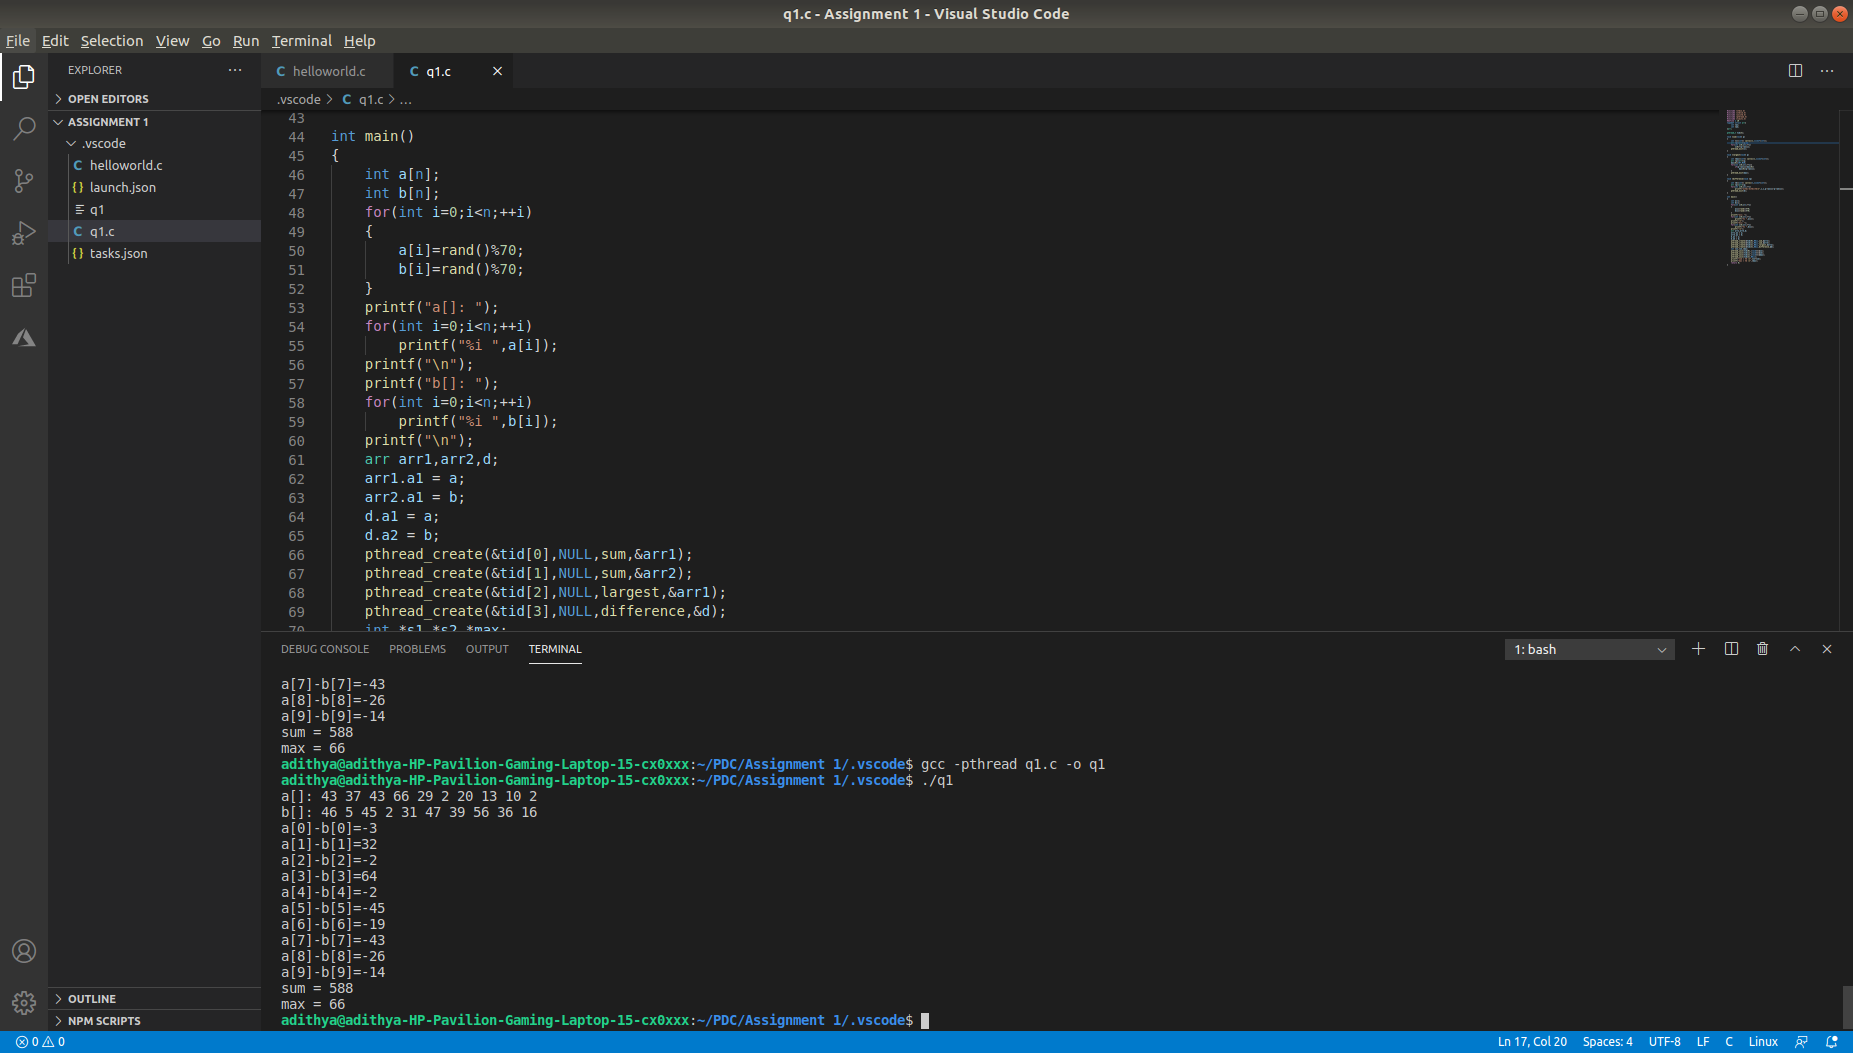 q1.c - Assignment 1 - Visual Studio Code
File Edit Selection View Go Run Terminal Help
EXPLORER
OPEN EDITORS
ASSIGNMENT 1
.vscode
C helloworld.c
{} launch.json
q1
C q1.c
{} tasks.json
OUTLINE
NPM SCRIPTS
C helloworld.c C q1.c
.vscode > C q1.c > ...
43
44 int main()
45 {
46 int a[n];
47 int b[n];
48 for(int i=0;i<n;++i)
49 {
50 a[i]=rand()%70;
51 b[i]=rand()%70;
52 }
53 printf("a[]: ");
54 for(int i=0;i<n;++i)
55 printf("%i ",a[i]);
56 printf("\n");
57 printf("b[]: ");
58 for(int i=0;i<n;++i)
59 printf("%i ",b[i]);
60 printf("\n");
61 arr arr1,arr2,d;
62 arr1.a1 = a;
63 arr2.a1 = b;
64 d.a1 = a;
65 d.a2 = b;
66 pthread_create(&tid[0],NULL,sum,&arr1);
67 pthread_create(&tid[1],NULL,sum,&arr2);
68 pthread_create(&tid[2],NULL,largest,&arr1);
69 pthread_create(&tid[3],NULL,difference,&d);
70 int *s1,*s2,*max;
DEBUG CONSOLE PROBLEMS OUTPUT TERMINAL 1: bash
a[7]-b[7]=-43
a[8]-b[8]=-26
a[9]-b[9]=-14
sum = 588
max = 66
adithya@adithya-HP-Pavilion-Gaming-Laptop-15-cx0xxx:~/PDC/Assignment 1/.vscode$ gcc -pthread q1.c -o q1
adithya@adithya-HP-Pavilion-Gaming-Laptop-15-cx0xxx:~/PDC/Assignment 1/.vscode$ ./q1
a[]: 43 37 43 66 29 2 20 13 10 2
b[]: 46 5 45 2 31 47 39 56 36 16
a[0]-b[0]=-3
a[1]-b[1]=32
a[2]-b[2]=-2
a[3]-b[3]=64
a[4]-b[4]=-2
a[5]-b[5]=-45
a[6]-b[6]=-19
a[7]-b[7]=-43
a[8]-b[8]=-26
a[9]-b[9]=-14
sum = 588
max = 66
adithya@adithya-HP-Pavilion-Gaming-Laptop-15-cx0xxx:~/PDC/Assignment 1/.vscode$
0 0 Ln 17, Col 20 Spaces: 4 UTF-8 LF C Linux